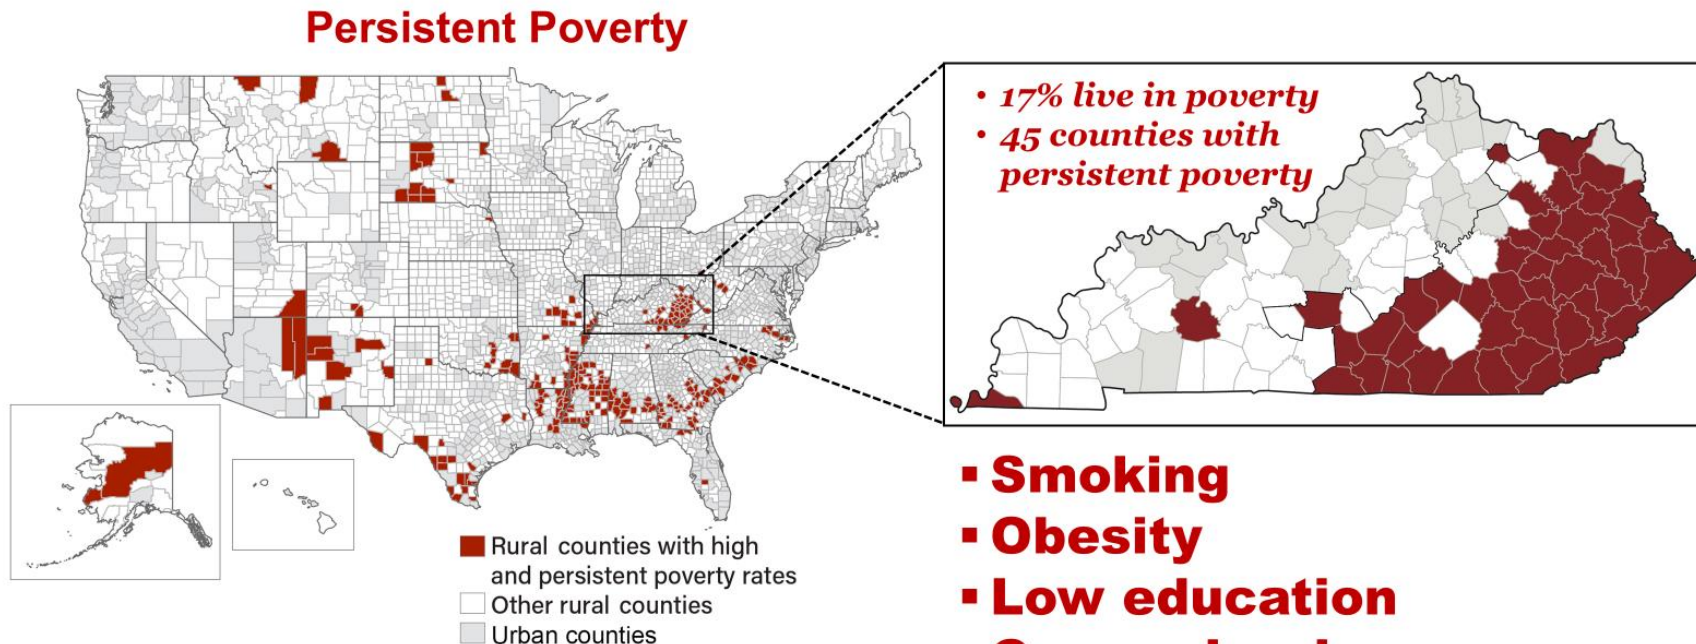 Persistent Poverty
• 17% live in poverty
• 45 counties with
persistent poverty
Rural counties with high
and persistent poverty rates
Other rural counties
Urban counties
▪ Smoking
▪ Obesity
▪ Low education